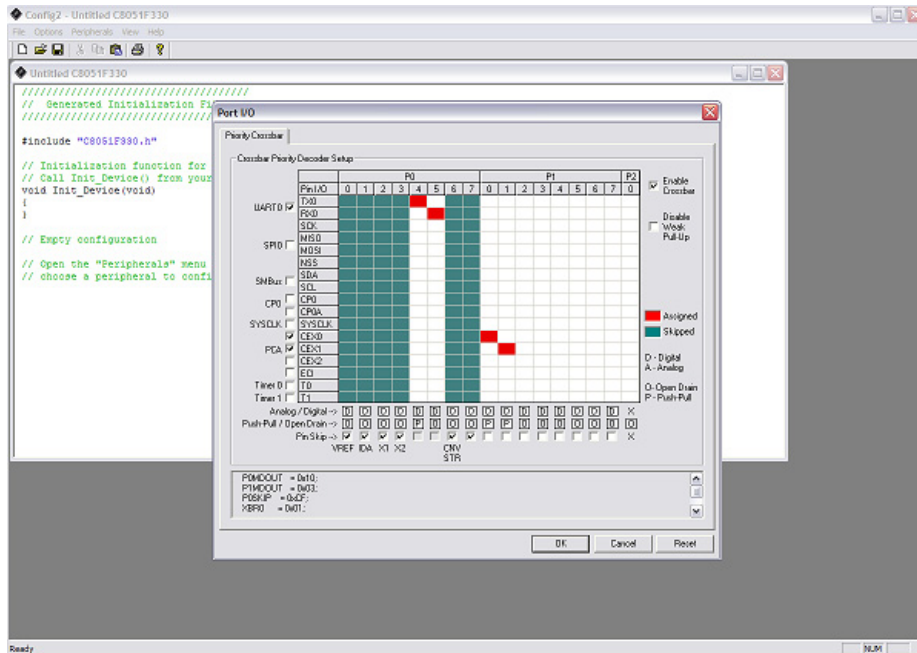 Config2 - Untitled C8051F330
File Options Peripherals View Help
Untitled C8051F330
/////////////////////////////////////
// Generated Initialization Fi
#include "C8051F330.h"
// Initialization function for
// Call Init_Device() from your
void Init_Device(void)
{
}
// Empty configuration
// Open the "Peripherals" menu
// choose a peripheral to confi
Port I/O
Priority Crossbar
Crossbar Priority Decoder Setup
P0 P1 P2
Pin I/O 0 1 2 3 4 5 6 7 0 1 2 3 4 5 6 7 0
UART0 TX0
RX0
SPI0 SCK
MISO
MOSI
NSS
SMBus SDA
SCL
CP0 CP0
CP0A
SYSCLK SYSCLK
PCA CEX0
CEX1
CEX2
ECI
Timer 0 T0
Timer 1 T1
Analog / Digital ->
Push-Pull / Open Drain ->
Pin Skip ->
VREF IDA X1 X2 CNV
STR
Enable
Crossbar
Disable
Weak
Pull-Up
Assigned
Skipped
D - Digital
A - Analog
O- Open Drain
P - Push-Pull
P0MDOUT = 0x10;
P1MDOUT = 0x03;
P0SKIP = 0xCF;
XBR0 = 0x01;
OK Cancel Reset
Ready NUM